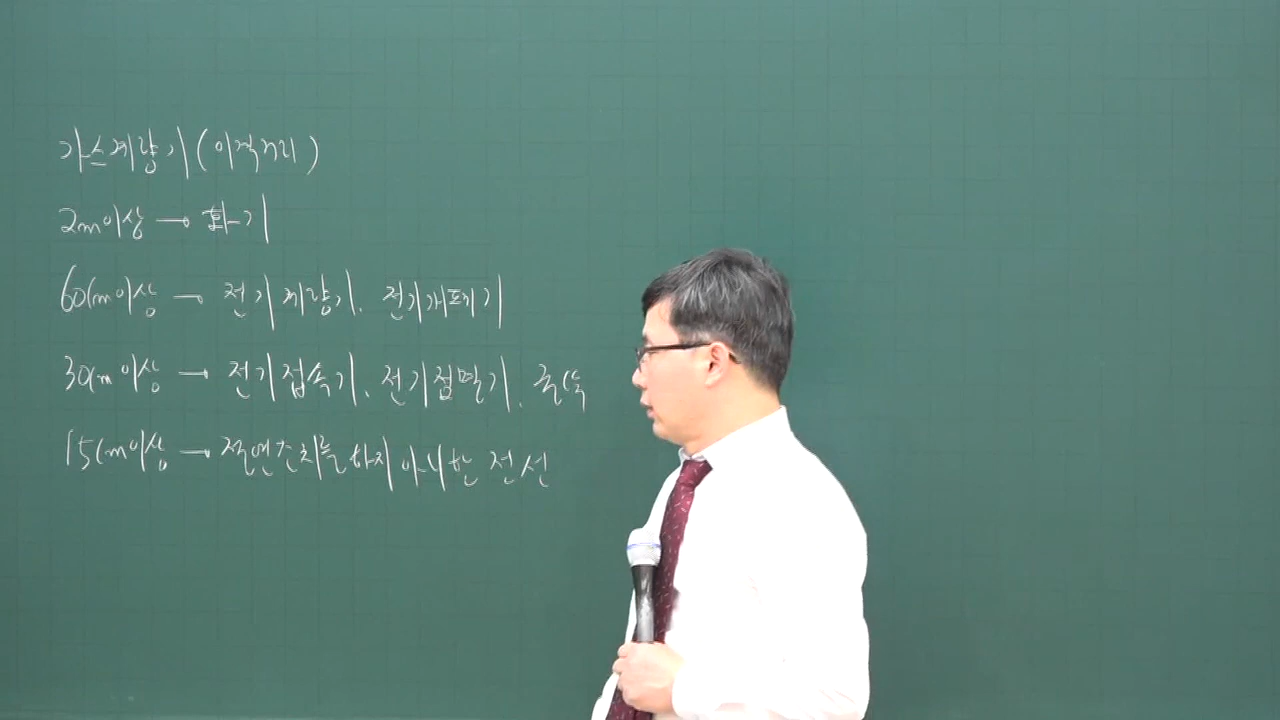 가스계량기(이격거리)
2m이상 → 화기
60cm이상 → 전기계량기, 전기개폐기
30cm이상 → 전기접속기, 전기점멸기, 굴뚝
15cm이상 → 절연조치를하지 아니한 전선